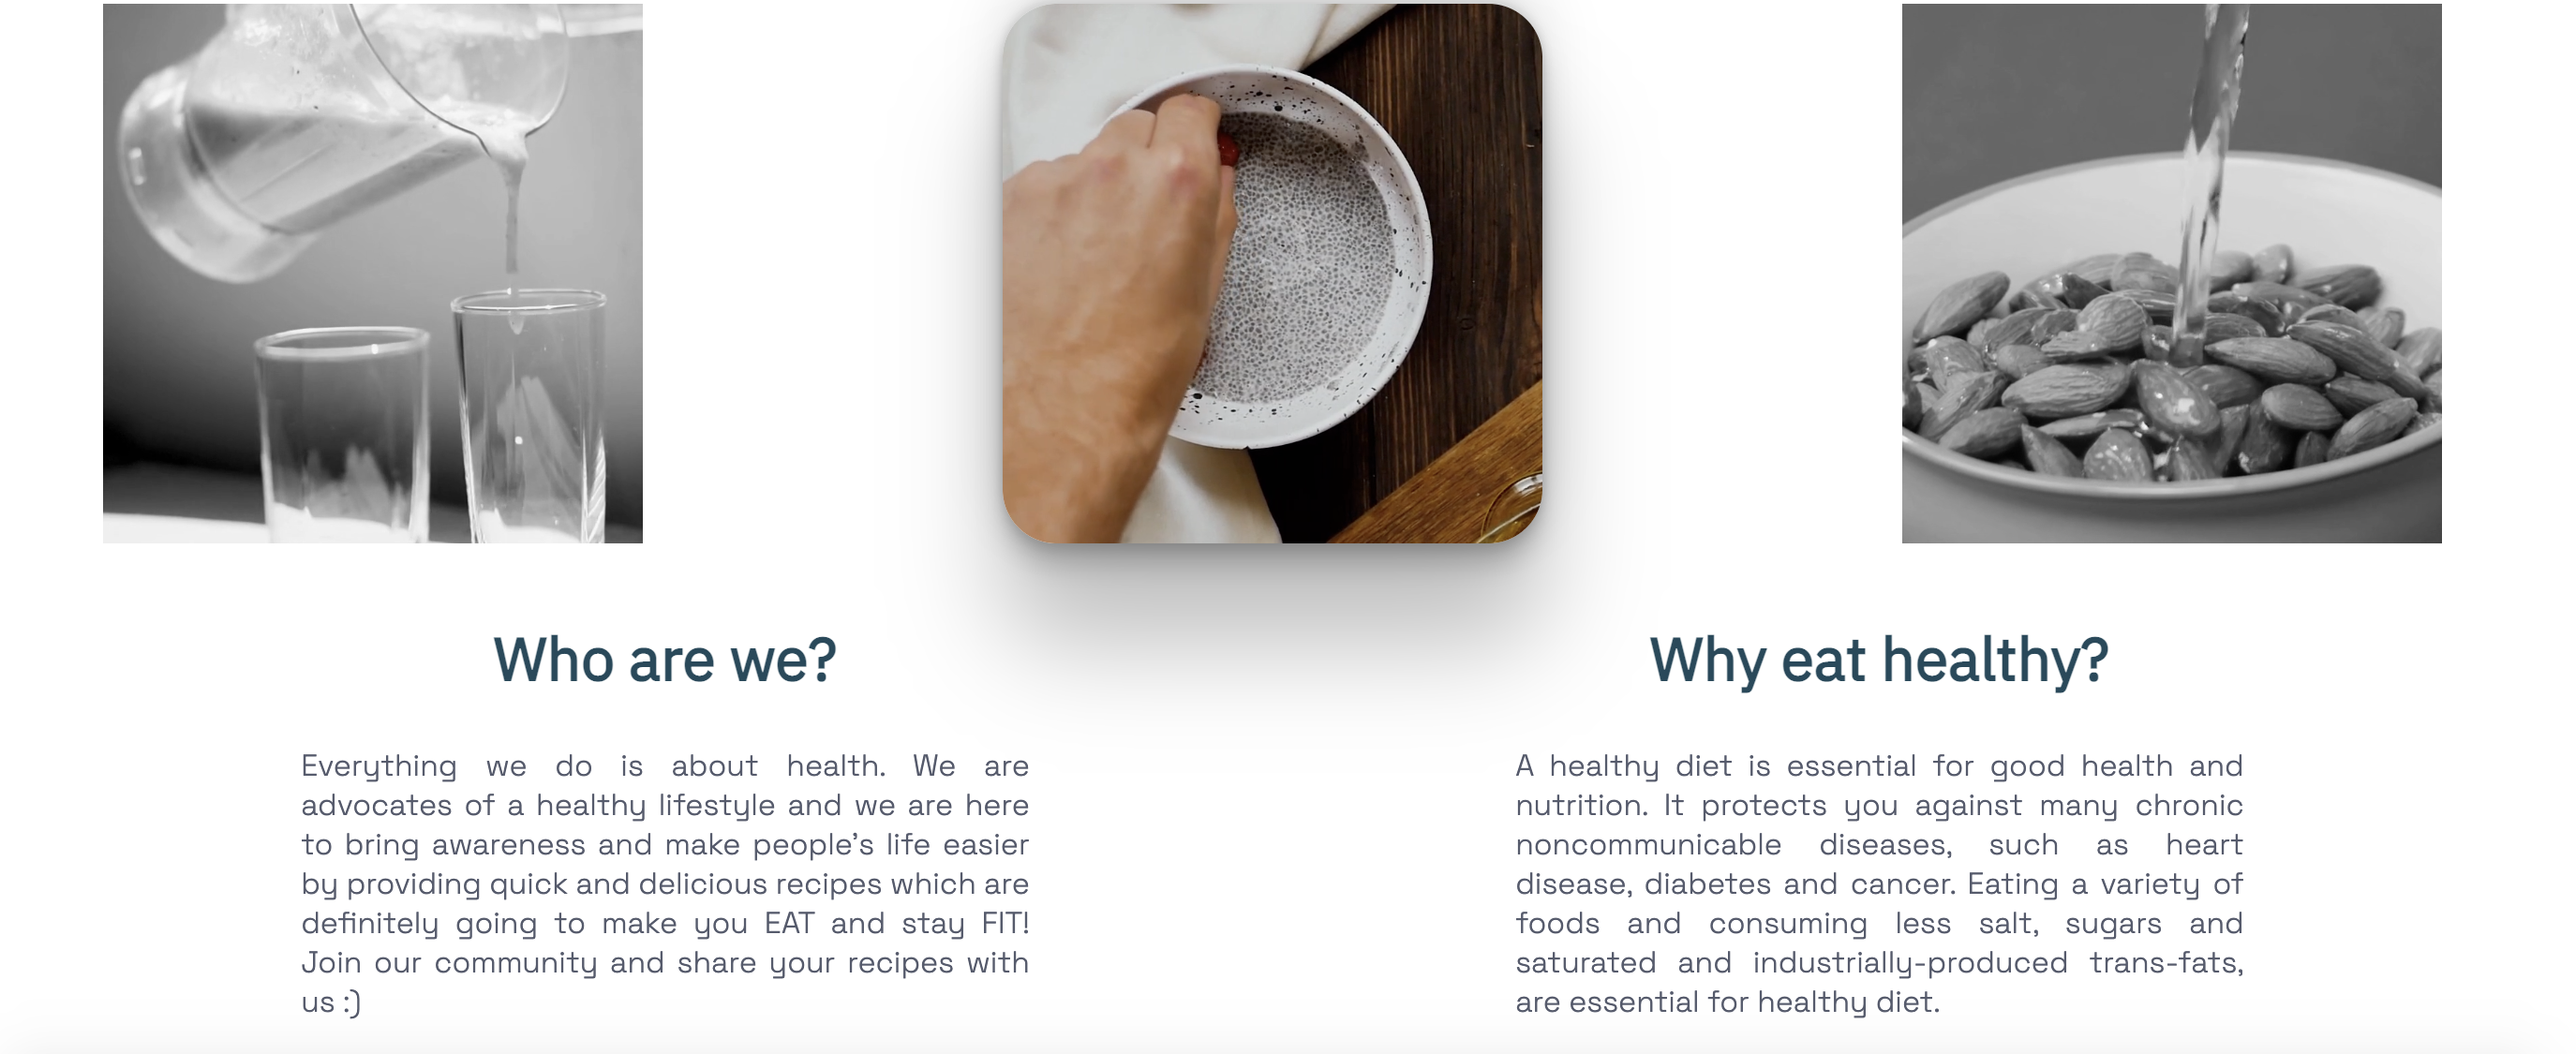 Who are we?
Everything we do is about health. We are
advocates of a healthy lifestyle and we are here
to bring awareness and make people's life easier
by providing quick and delicious recipes which are
definitely going to make you EAT and stay FIT!
Join our community and share your recipes with
us :)
Why eat healthy?
A healthy diet is essential for good health and
nutrition. It protects you against many chronic
noncommunicable diseases, such as heart
disease, diabetes and cancer. Eating a variety of
foods and consuming less salt, sugars and
saturated and industrially-produced trans-fats,
are essential for healthy diet.